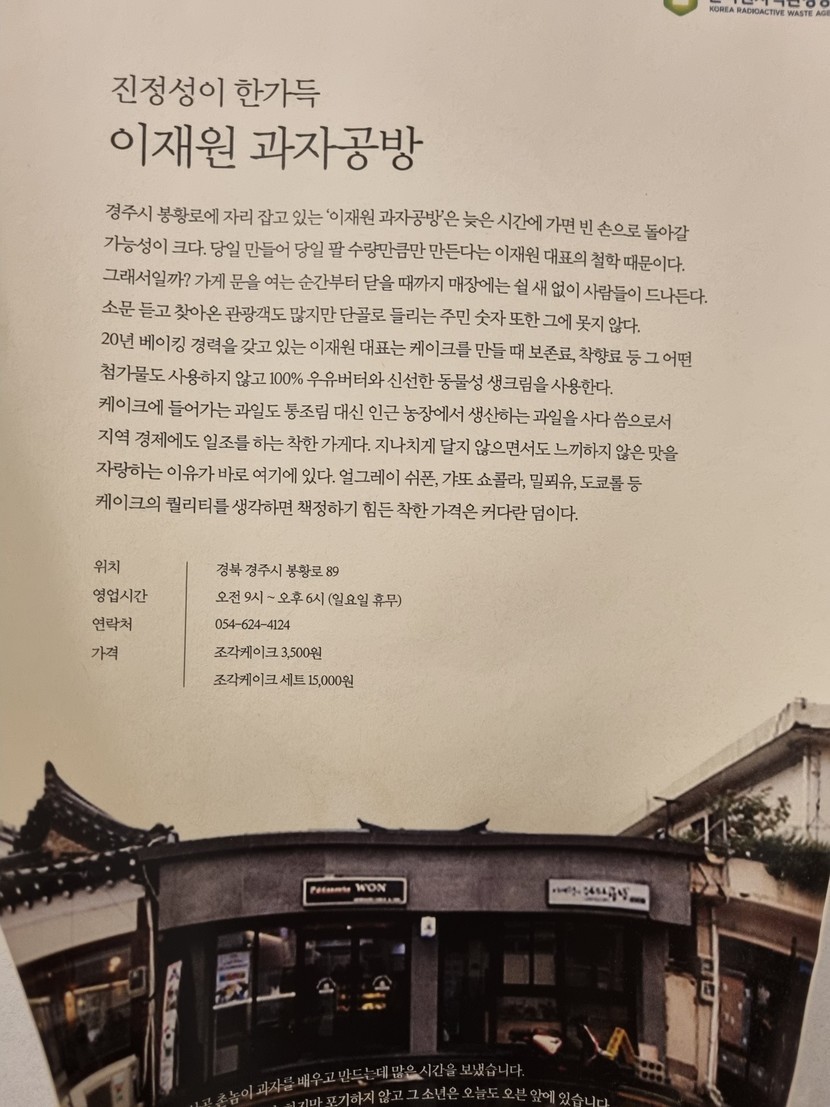 KOREA RADIOACTIVE WASTE
진정성이 한가득
이재원 과자공방
경주시 봉황로에 자리 잡고 있는 ‘이재원 과자공방’은 늦은 시간에 가면 빈 손으로 돌아갈
가능성이 크다. 당일 만들어 당일 팔 수량만큼만 만든다는 이재원 대표의 철학 때문이다.
그래서일까? 가게 문을 여는 순간부터 닫을 때까지 매장에는 쉴 새 없이 사람들이 드나든다.
소문 듣고 찾아온 관광객도 많지만 단골로 들리는 주민 숫자 또한 그에 못지 않다.
20년 베이킹 경력을 갖고 있는 이재원 대표는 케이크를 만들 때 보존료, 착향료 등 그 어떤
첨가물도 사용하지 않고 100% 우유버터와 신선한 동물성 생크림을 사용한다.
케이크에 들어가는 과일도 통조림 대신 인근 농장에서 생산하는 과일을 사다 씀으로서
지역 경제에도 일조를 하는 착한 가게다. 지나치게 달지 않으면서도 느끼하지 않은 맛을
자랑하는 이유가 바로 여기에 있다. 얼그레이 쉬폰, 갸또 쇼콜라, 밀푀유, 도쿄롤 등
케이크의 퀄리티를 생각하면 책정하기 힘든 착한 가격은 커다란 덤이다.
위치 경북 경주시 봉황로 89
영업시간 오전 9시 ~ 오후 6시 (일요일 휴무)
연락처 054-624-4124
가격 조각케이크 3,500원
조각케이크 세트 15,000원
Pâtisserie WON
촌놈이 과자를 배우고 만드는데 많은 시간을 보냈습니다.
하지만 포기하지 않고 그 소년은 오늘도 오븐 앞에 있습니다.